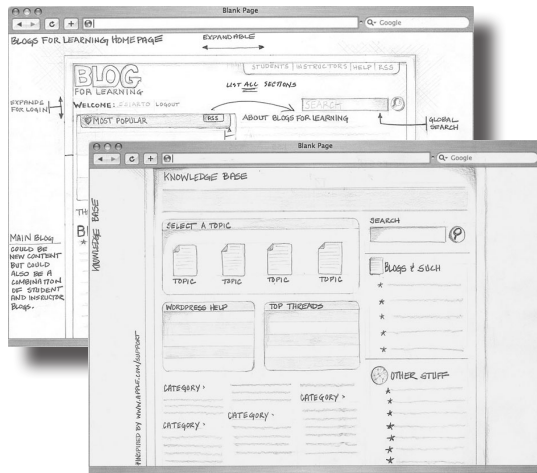 Blank Page
Google
BLOGS FOR LEARNING HOMEPAGE
EXPANDABLE
STUDENTS | INSTRUCTORS | HELP! RSS
BLOG
FOR LEARNING
LIST ALL SECTIONS
EXPANDS
FOR LOGIN
WELCOME:
LOGOUT
SEARCH
MOST POPULAR
RSS
ABOUT BLOGS FOR LEARNING
GLOBAL
SEARCH
MAIN BLOG
COULD BE
NEW CONTENT
BUT COULD
ALSO BE A
COMBINATION
OF STUDENT
AND INSTRUCTOR
BLOGS.
Blank Page
Google
KNOWLEDGE BASE
KNOWLEDGE BASE
SELECT A TOPIC
SEARCH
TOPIC TOPIC TOPIC TOPIC
BLOGS & SUCH
WORDPRESS HELP
TOP THREADS
OTHER STUFF
CATEGORY >
CATEGORY >
CATEGORY >
CATEGORY >
INSPIRED BY WWW.APPLE.COM/SUPPORT